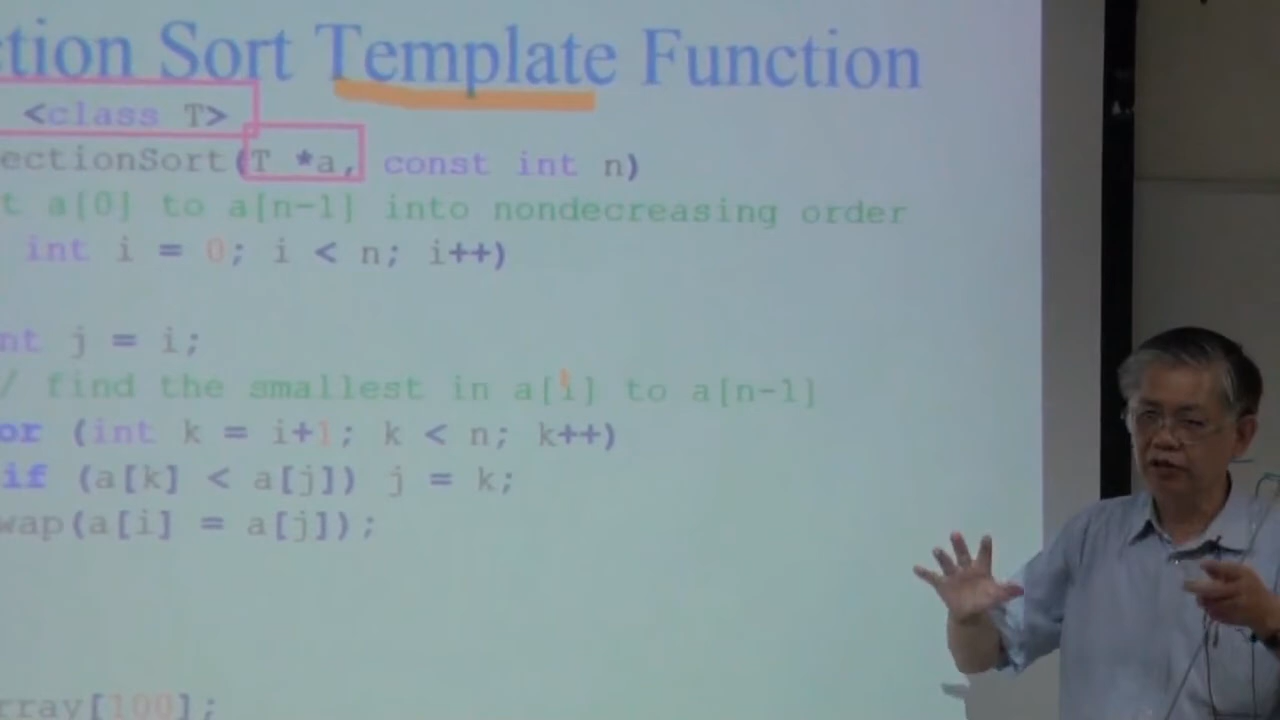 ction Sort Template Function
<class T>
ectionSort(T *a, const int n)
t a[0] to a[n-1] into nondecreasing order
int i = 0; i < n; i++)
nt j = i;
/ find the smallest in a[i] to a[n-1]
or (int k = i+1; k < n; k++)
if (a[k] < a[j]) j = k;
wap(a[i] = a[j]);
rray[100];